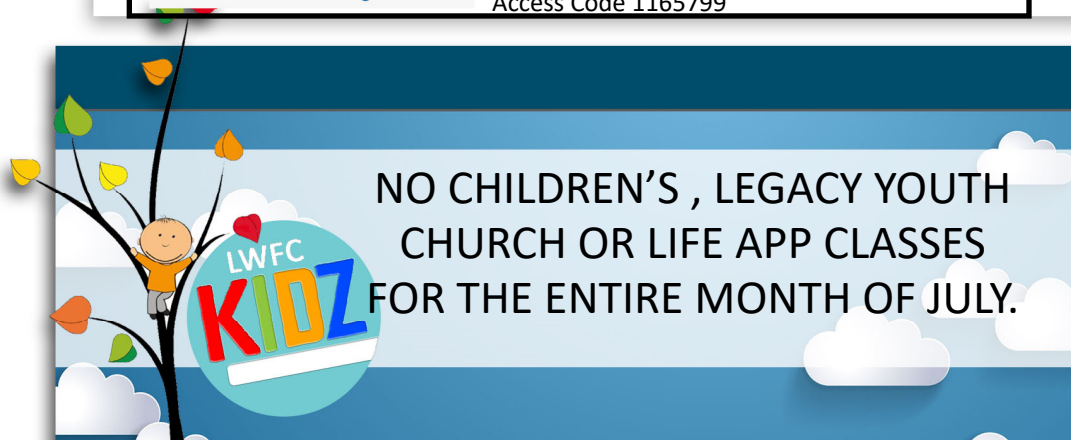 Access Code 1165799
NO CHILDREN'S , LEGACY YOUTH
CHURCH OR LIFE APP CLASSES
FOR THE ENTIRE MONTH OF JULY.
LWFC
KIDZ